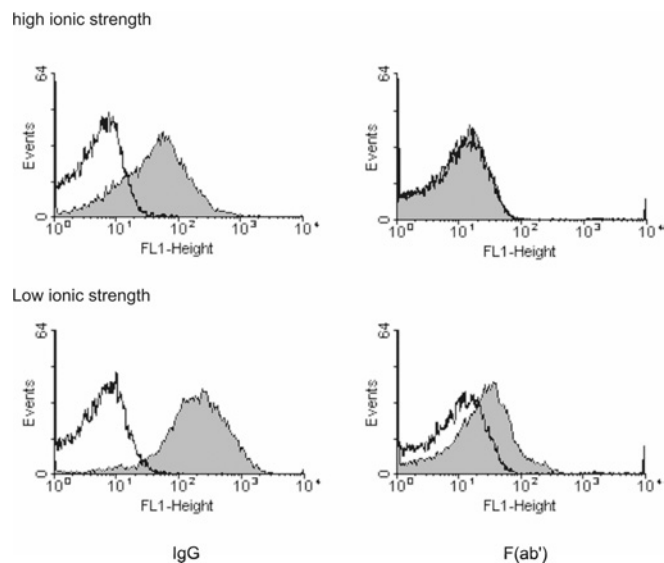 high ionic strength
64
Events
0
10⁰ 10¹ 10² 10³ 10⁴
FL1-Height
64
Events
0
10⁰ 10¹ 10² 10³ 10⁴
FL1-Height
Low ionic strength
64
Events
0
10⁰ 10¹ 10² 10³ 10⁴
FL1-Height
64
Events
0
10⁰ 10¹ 10² 10³ 10⁴
FL1-Height
IgG
F(ab')